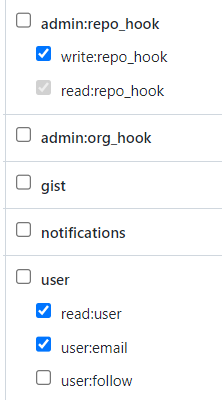 admin:repo_hook
write:repo_hook
read:repo_hook
admin:org_hook
gist
notifications
user
read:user
user:email
user:follow